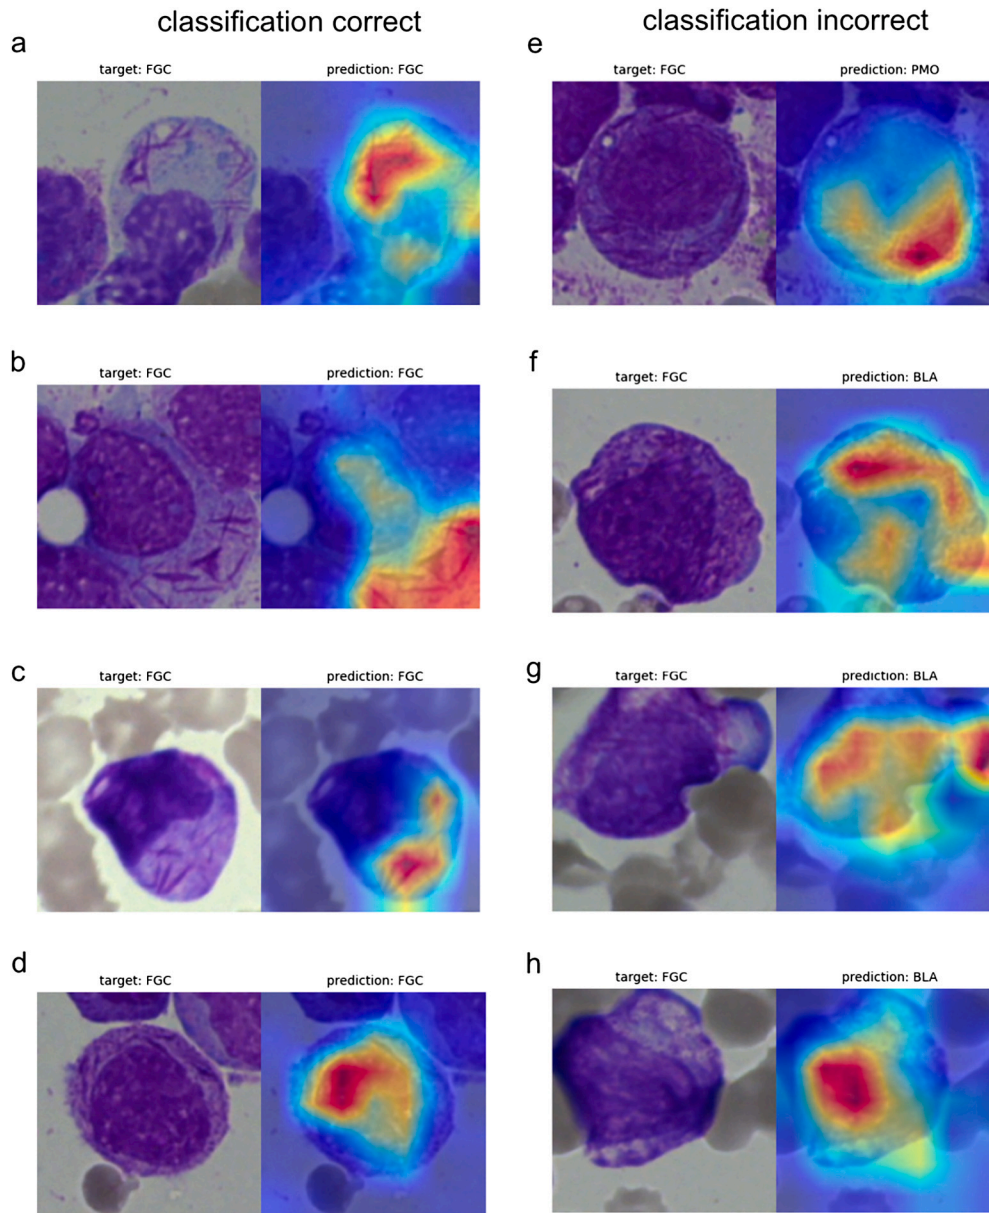 classification correct
classification incorrect
a
target: FGC
prediction: FGC
e
target: FGC
prediction: PMO
b
target: FGC
prediction: FGC
f
target: FGC
prediction: BLA
c
target: FGC
prediction: FGC
g
target: FGC
prediction: BLA
d
target: FGC
prediction: FGC
h
target: FGC
prediction: BLA